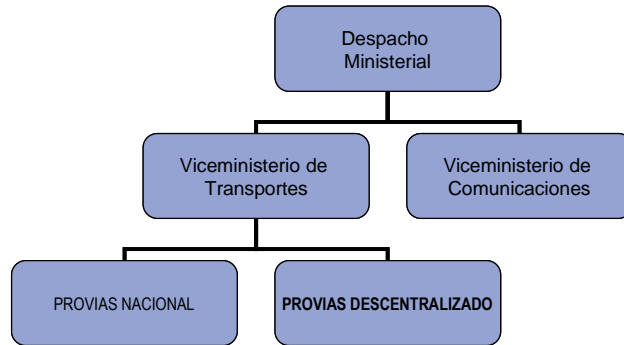 Despacho
Ministerial
Viceministerio de
Transportes
Viceministerio de
Comunicaciones
PROVIAS NACIONAL
PROVIAS DESCENTRALIZADO